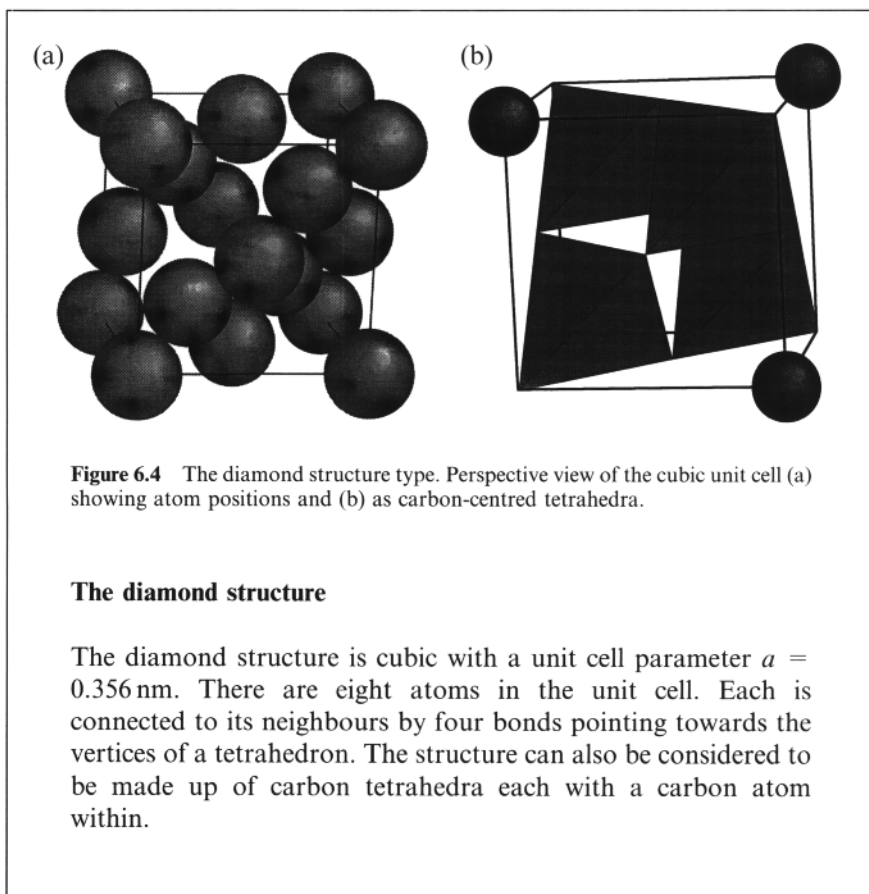 (a)
(b)
Figure 6.4 The diamond structure type. Perspective view of the cubic unit cell (a)
showing atom positions and (b) as carbon-centred tetrahedra.
The diamond structure
The diamond structure is cubic with a unit cell parameter a =
0.356 nm. There are eight atoms in the unit cell. Each is
connected to its neighbours by four bonds pointing towards the
vertices of a tetrahedron. The structure can also be considered to
be made up of carbon tetrahedra each with a carbon atom
within.